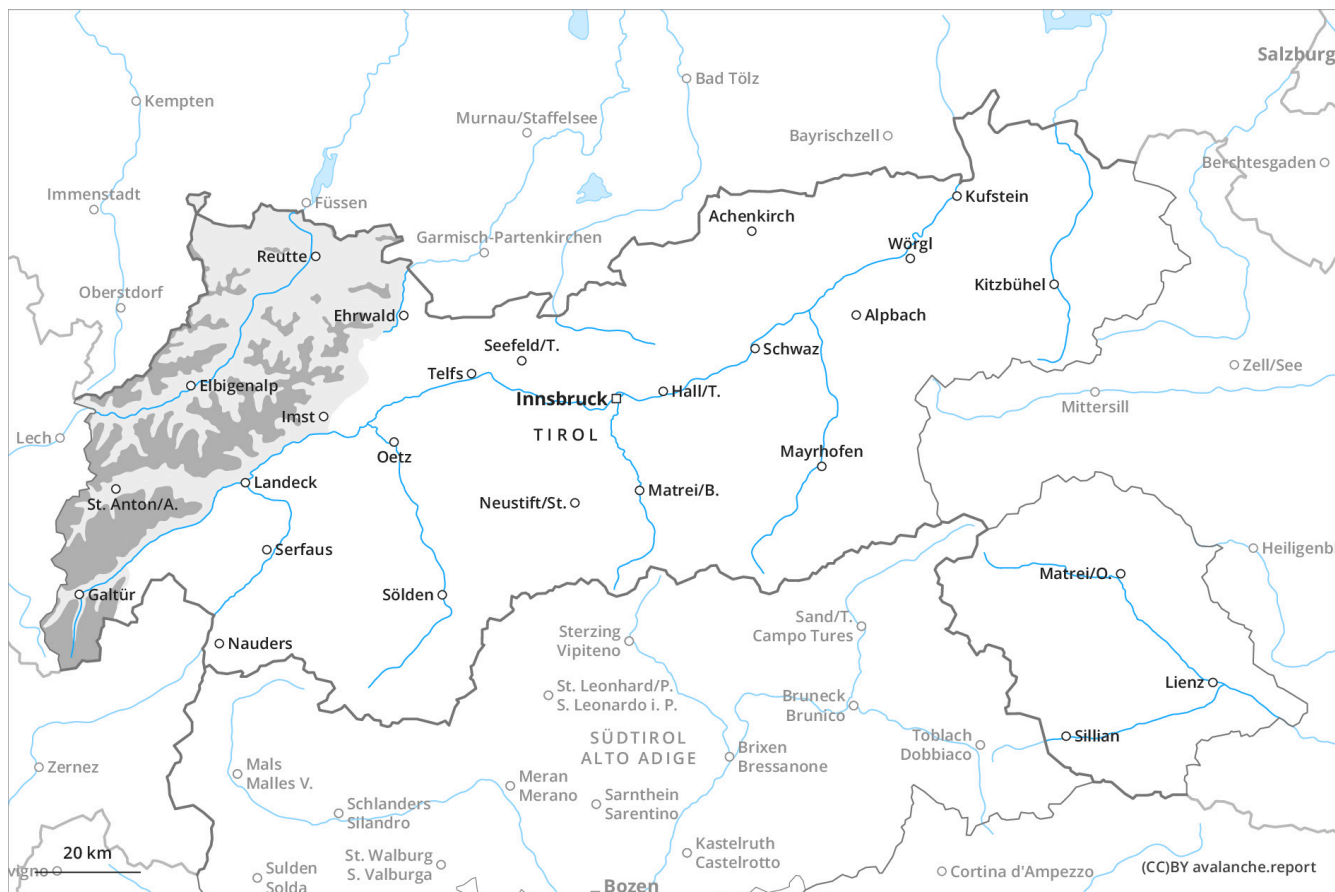 Salzburg
Bad Tölz
Kempten
Murnau/Staffelsee
Bayrischzell
Berchtesgaden
Immenstadt
Füssen
Kufstein
Achenkirch
Garmisch-Partenkirchen
Wörgl
Reutte
Kitzbühel
Oberstdorf
Ehrwald
Alpbach
Seefeld/T.
Schwaz
Zell/See
Telfs
Elbigenalp
Hall/T.
Innsbruck
Mittersill
Imst
TIROL
Lech
Oetz
Mayrhofen
Landeck
Matrei/B.
St. Anton/A.
Neustift/St.
Serfaus
Heiligenb
Matrei/O.
Galtür
Sölden
Sand/T.
Campo Tures
Sterzing
Vipiteno
Nauders
Lienz
St. Leonhard/P.
S. Leonardo i. P.
Bruneck
Brunico
Sillian
SÜDTIROL
ALTO ADIGE
Toblach
Dobbiaco
Brixen
Bressanone
Zernez
Mals
Malles V.
Meran
Merano
Sarnthein
Sarentino
Schlanders
Silandro
Kastelruth
Castelrotto
20 km
St. Walburg
S. Valburga
vigno
Sulden
Solda
Cortina d'Ampezzo
(CC)BY avalanche.report
Bozen